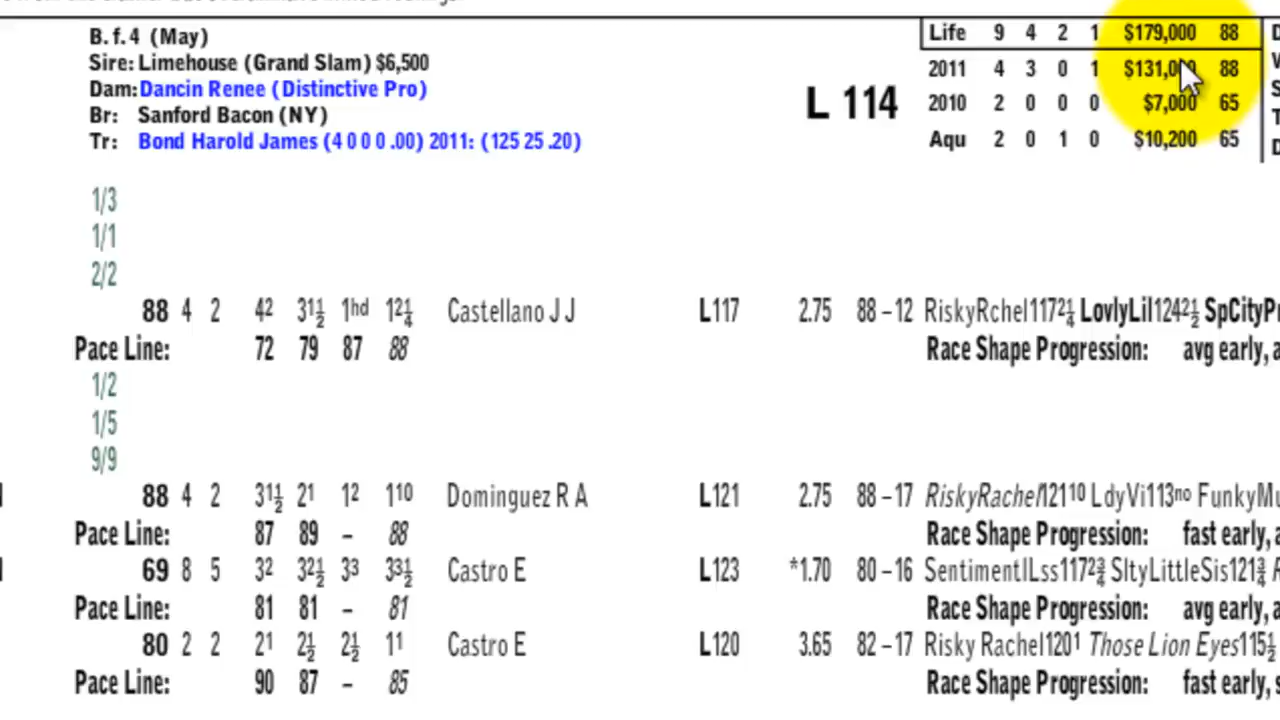 B. f. 4 (May)
Sire: Limehouse (Grand Slam) $6,500
Dam: Dancin Renee (Distinctive Pro)
Br: Sanford Bacon (NY)
Tr: Bond Harold James (4 0 0 0 .00) 2011: (125 25 .20)
L 114
Life 9 4 2 1 $179,000 88
2011 4 3 0 1 $131,000 88
2010 2 0 0 0 $7,000 65
Aqu 2 0 1 0 $10,200 65
1/3
1/1
2/2
88 4 2 4² 31½ 1hd 12¼ Castellano J J L117 2.75 88 – 12 RiskyRchel1172¼ LovlyLil1242½ SpCityPr
Pace Line: 72 79 87 88 Race Shape Progression: avg early, a
1/2
1/5
9/9
88 4 2 31½ 2¹ 1² 1¹⁰ Dominguez R A L121 2.75 88 – 17 RiskyRachel121¹⁰ LdyVi113no FunkyMu
Pace Line: 87 89 – 88 Race Shape Progression: fast early, a
69 8 5 3² 32½ 3³ 33½ Castro E L123 *1.70 80 – 16 SentimentlLss1172¾ SltyLittleSis121¾ R
Pace Line: 81 81 – 81 Race Shape Progression: avg early, a
80 2 2 2¹ 2½ 2½ 1¹ Castro E L120 3.65 82 – 17 Risky Rachel120¹ Those Lion Eyes115½
Pace Line: 90 87 – 85 Race Shape Progression: fast early, s